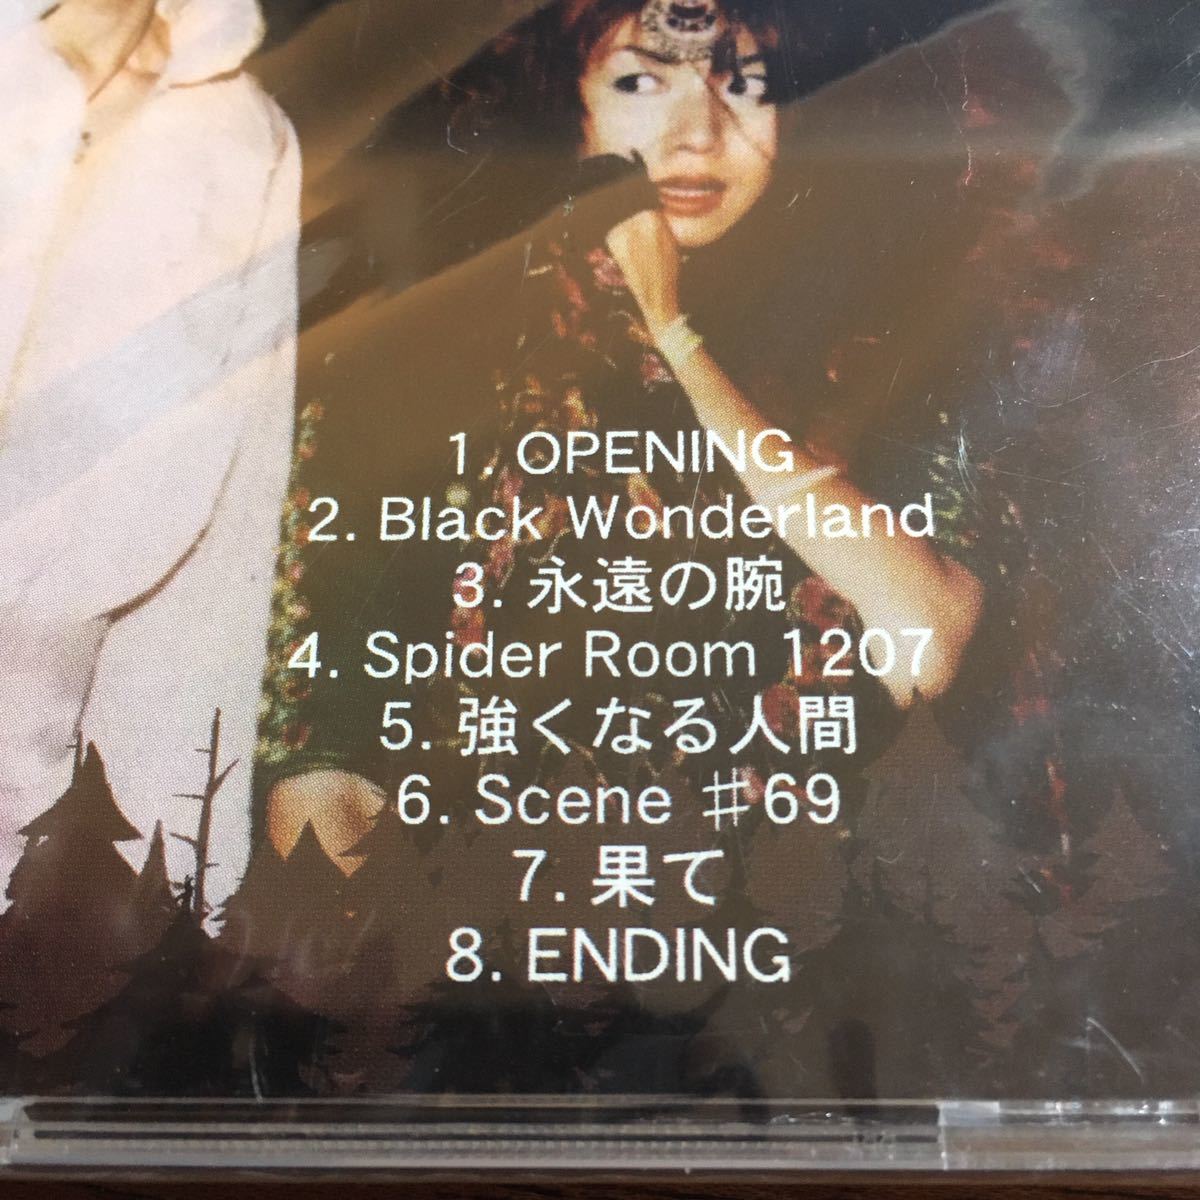 1. OPENING
2. Black Wonderland
3. 永遠の腕
4. Spider Room 1207
5. 強くなる人間
6. Scene ♯69
7. 果て
8. ENDING